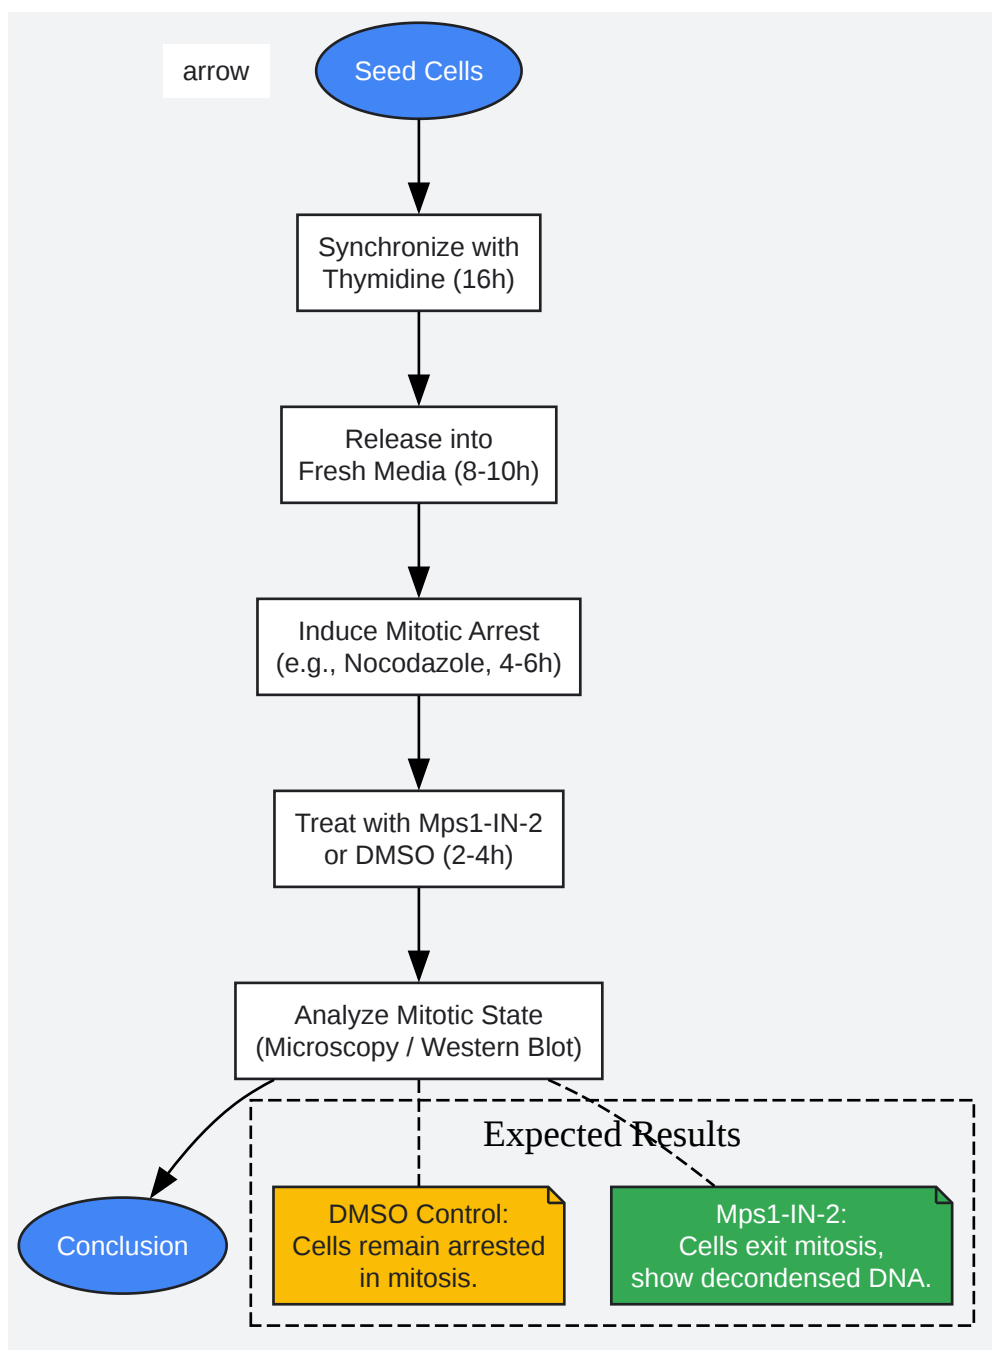 arrow
Seed Cells
Synchronize with
Thymidine (16h)
Release into
Fresh Media (8-10h)
Induce Mitotic Arrest
(e.g., Nocodazole, 4-6h)
Treat with Mps1-IN-2
or DMSO (2-4h)
Analyze Mitotic State
(Microscopy / Western Blot)
Expected Results
Conclusion
DMSO Control:
Cells remain arrested
in mitosis.
Mps1-IN-2:
Cells exit mitosis,
show decondensed DNA.